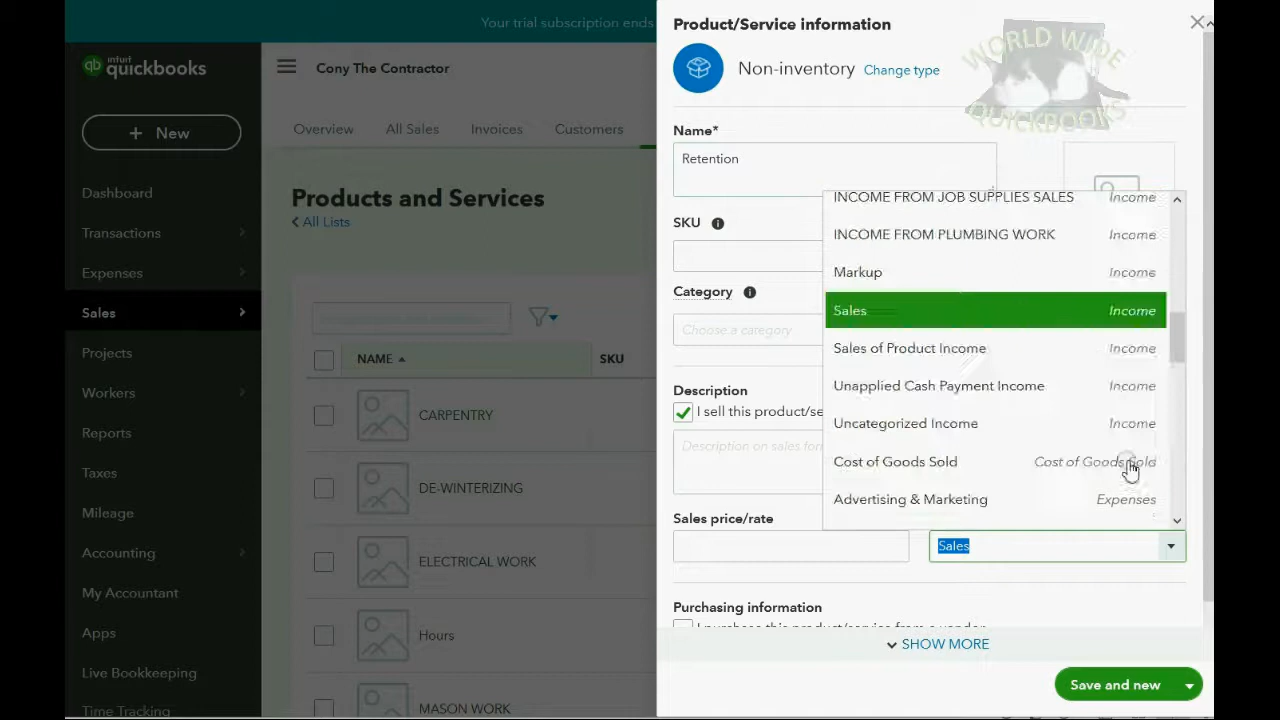 Your trial subscription ends
intuit
quickbooks
+ New
Dashboard
Transactions
Expenses
Sales
Projects
Workers
Reports
Taxes
Mileage
Accounting
My Accountant
Apps
Live Bookkeeping
Time Tracking
Cony The Contractor
Overview
All Sales
Invoices
Customers
Products and Services
All Lists
NAME
SKU
CARPENTRY
DE-WINTERIZING
ELECTRICAL WORK
Hours
MASON WORK
Product/Service information
WORLD WIDE
QUICKBOOKS
Non-inventory Change type
Name*
Retention
SKU
Category
Choose a category
Description
I sell this product/se
Description on sales for
Sales price/rate
INCOME FROM JOB SUPPLIES SALES Income
INCOME FROM PLUMBING WORK Income
Markup Income
Sales Income
Sales of Product Income Income
Unapplied Cash Payment Income Income
Uncategorized Income Income
Cost of Goods Sold Cost of Goods Sold
Advertising & Marketing Expenses
Sales
Purchasing information
I purchase this product/service from a vendor
SHOW MORE
Save and new